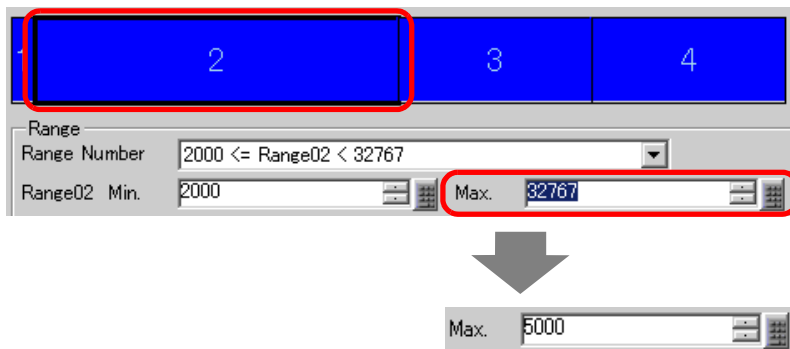 1 2 3 4
Range
Range Number 2000 <= Range02 < 32767
Range02 Min. 2000 Max. 32767
Max. 5000